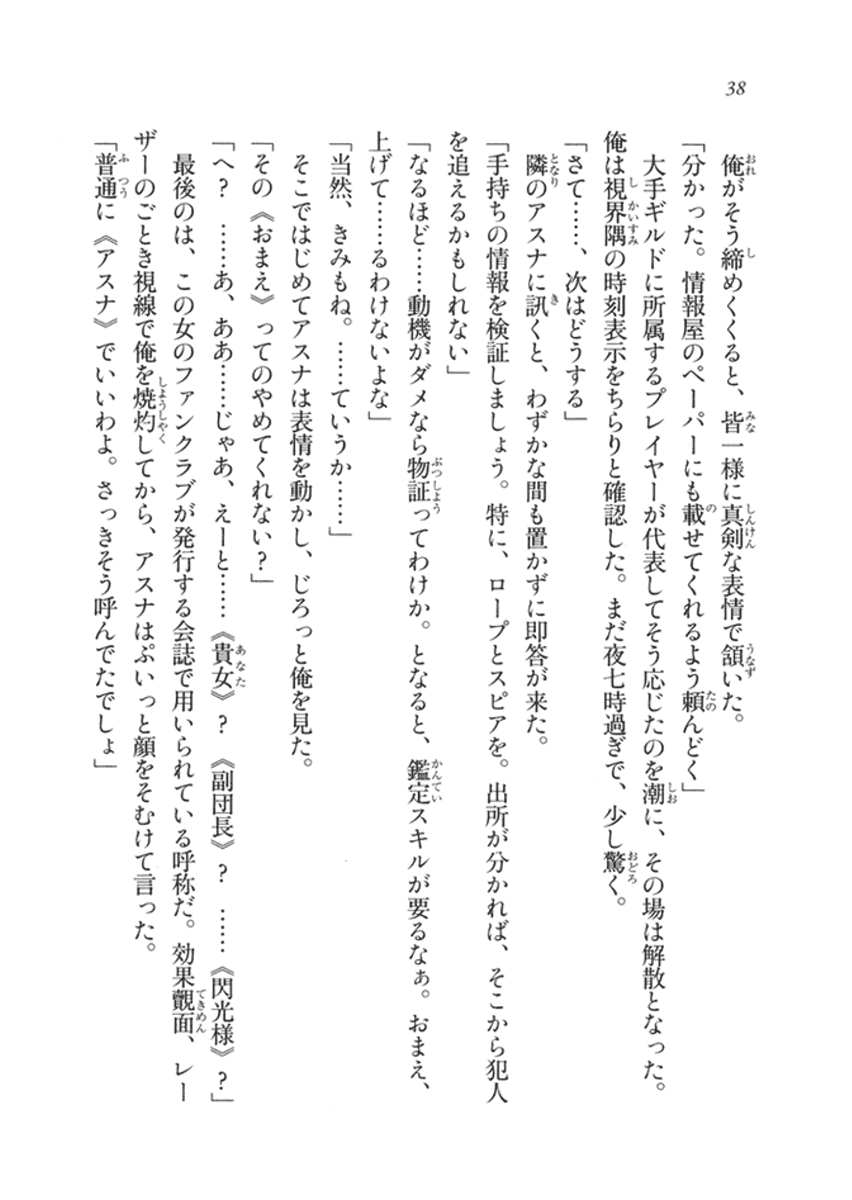 38
俺がそう締めくくると、皆一様に真剣な表情で頷いた。
「分かった。情報屋のペーパーにも載せてくれるよう頼んどく」
大手ギルドに所属するプレイヤーが代表してそう応じたのを潮に、その場は解散となった。
俺は視界隅の時刻表示をちらりと確認した。まだ夜七時過ぎで、少し驚く。
「さて……、次はどうする」
隣のアスナに訊くと、わずかな間も置かずに即答が来た。
「手持ちの情報を検証しましょう。特に、ロープとスピアを。出所が分かれば、そこから犯人
を追えるかもしれない」
「なるほど……動機がダメなら物証ってわけか。となると、鑑定スキルが要るなぁ。おまえ、
上げて……るわけないよな」
「当然、きみもね。……ていうか……」
そこではじめてアスナは表情を動かし、じろっと俺を見た。
「その《おまえ》ってのやめてくれない？」
「へ？　……あ、ああ……じゃあ、えーと……《貴女》？　《副団長》？　……《閃光様》？」
最後のは、この女のファンクラブが発行する会誌で用いられている呼称だ。効果覿面、レー
ザーのごとき視線で俺を焼灼してから、アスナはぷいっと顔をそむけて言った。
「普通に《アスナ》でいいわよ。さっきそう呼んでたでしょ」